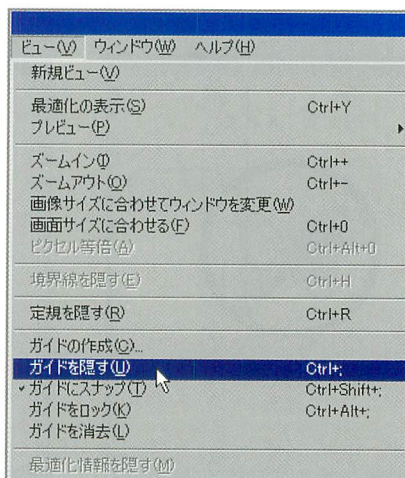 ビュー(V) ウィンドウ(W) ヘルプ(H)
新規ビュー(V)
最適化の表示(S) Ctrl+Y
プレビュー(P)
ズームイン(I) Ctrl++
ズームアウト(O) Ctrl+-
画像サイズに合わせてウィンドウを変更(W)
画面サイズに合わせる(F) Ctrl+0
ピクセル等倍(A) Ctrl+Alt+0
境界線を隠す(E) Ctrl+H
定規を隠す(R) Ctrl+R
ガイドの作成(C)...
ガイドを隠す(U) Ctrl+;
ガイドにスナップ(T) Ctrl+Shift+;
ガイドをロック(K) Ctrl+Alt+;
ガイドを消去(L)
最適化情報を隠す(M)